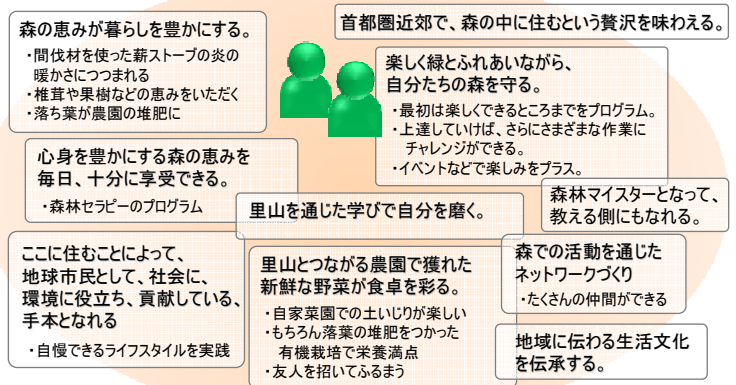 首都圏近郊で、森の中に住むという贅沢を味わえる。
森の恵みが暮らしを豊かにする。
・間伐材を使った薪ストーブの炎の
暖かさにつつまれる
・椎茸や果樹などの恵みをいただく
・落ち葉が農園の堆肥に
楽しく緑とふれあいながら、
自分たちの森を守る。
・最初は楽しくできるところまでをプログラム。
・上達していけば、さらにさまざまな作業に
チャレンジができる。
・イベントなどで楽しみをプラス。
心身を豊かにする森の恵みを
毎日、十分に享受できる。
・森林セラピーのプログラム
森林マイスターとなって、
教える側にもなれる。
里山を通じた学びで自分を磨く。
ここに住むことによって、
地球市民として、社会に、
環境に役立ち、貢献している、
手本となれる
・自慢できるライフスタイルを実践
里山とつながる農園で獲れた
新鮮な野菜が食卓を彩る。
・自家菜園での土いじりが楽しい
・もちろん落葉の堆肥をつかった
有機栽培で栄養満点
・友人を招いてふるまう
森での活動を通じた
ネットワークづくり
・たくさんの仲間ができる
地域に伝わる生活文化
を伝承する。